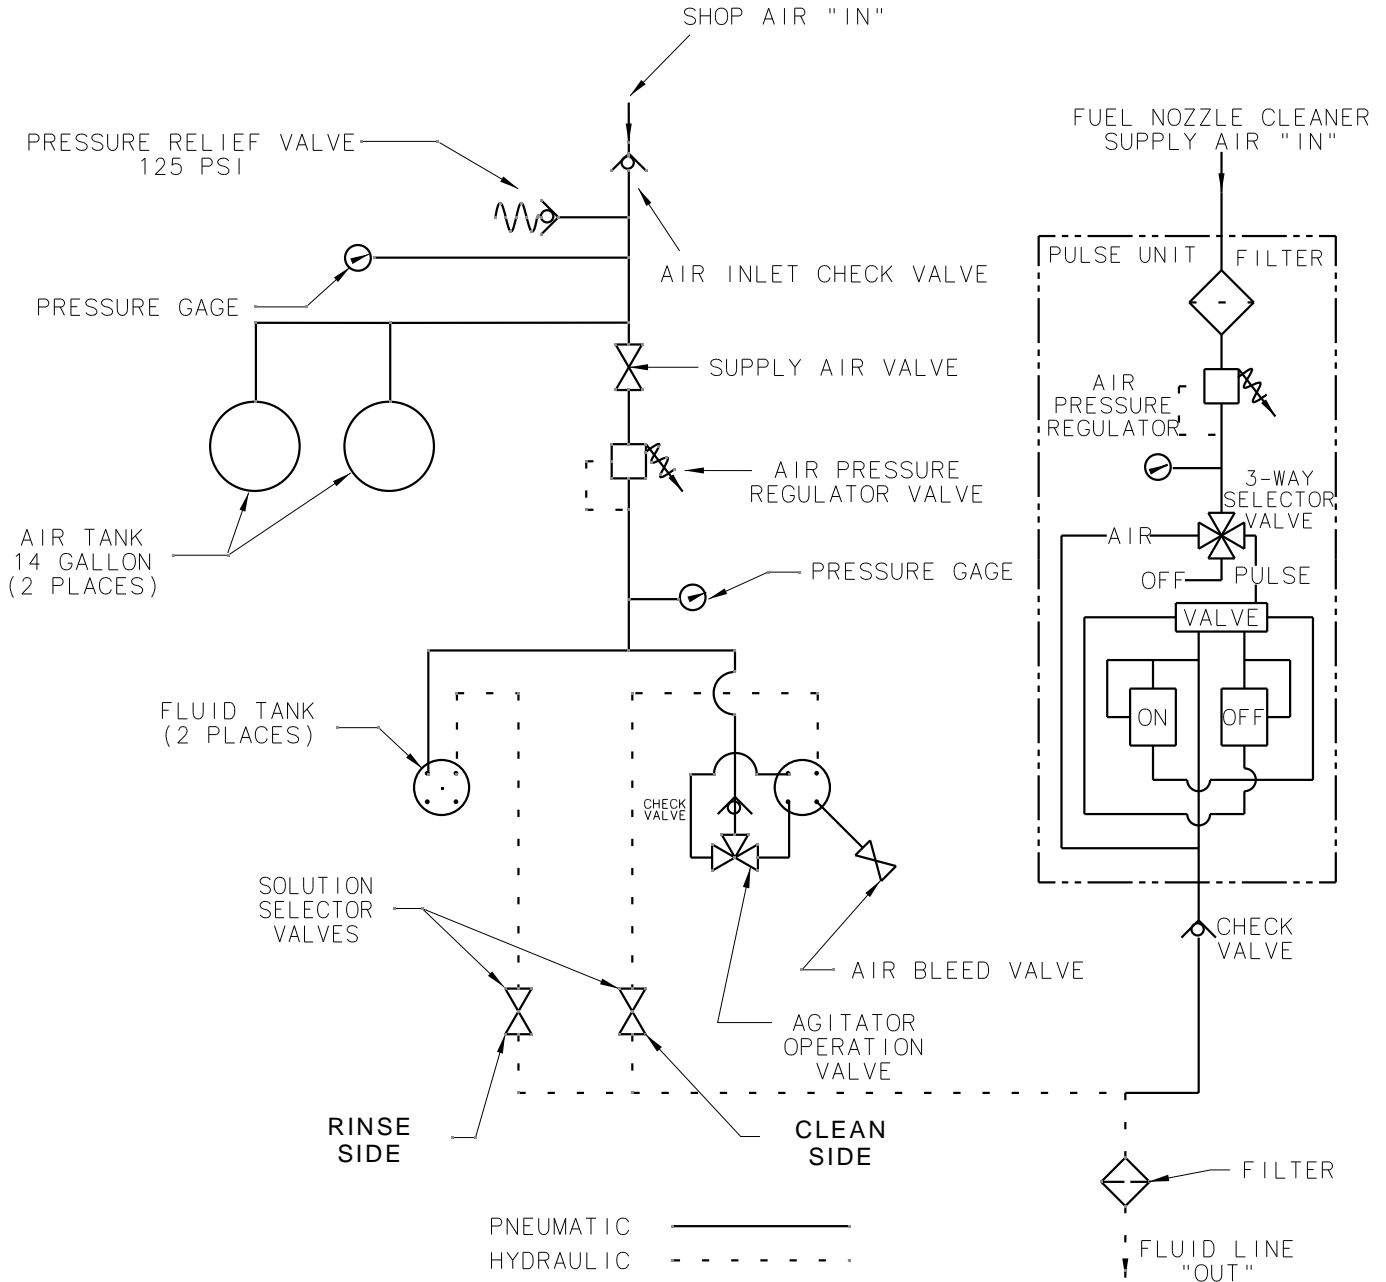 SHOP AIR "IN"
PRESSURE RELIEF VALVE
125 PSI
FUEL NOZZLE CLEANER
SUPPLY AIR "IN"
AIR INLET CHECK VALVE
PRESSURE GAGE
SUPPLY AIR VALVE
AIR PRESSURE
REGULATOR VALVE
AIR TANK
14 GALLON
(2 PLACES)
PRESSURE GAGE
PULSE UNIT
FILTER
AIR
PRESSURE
REGULATOR
3-WAY
SELECTOR
VALVE
AIR
OFF
PULSE
VALVE
ON
OFF
FLUID TANK
(2 PLACES)
CHECK
VALVE
SOLUTION
SELECTOR
VALVES
AIR BLEED VALVE
AGITATOR
OPERATION
VALVE
CHECK
VALVE
RINSE
SIDE
CLEAN
SIDE
FILTER
PNEUMATIC
HYDRAULIC
FLUID LINE
"OUT"